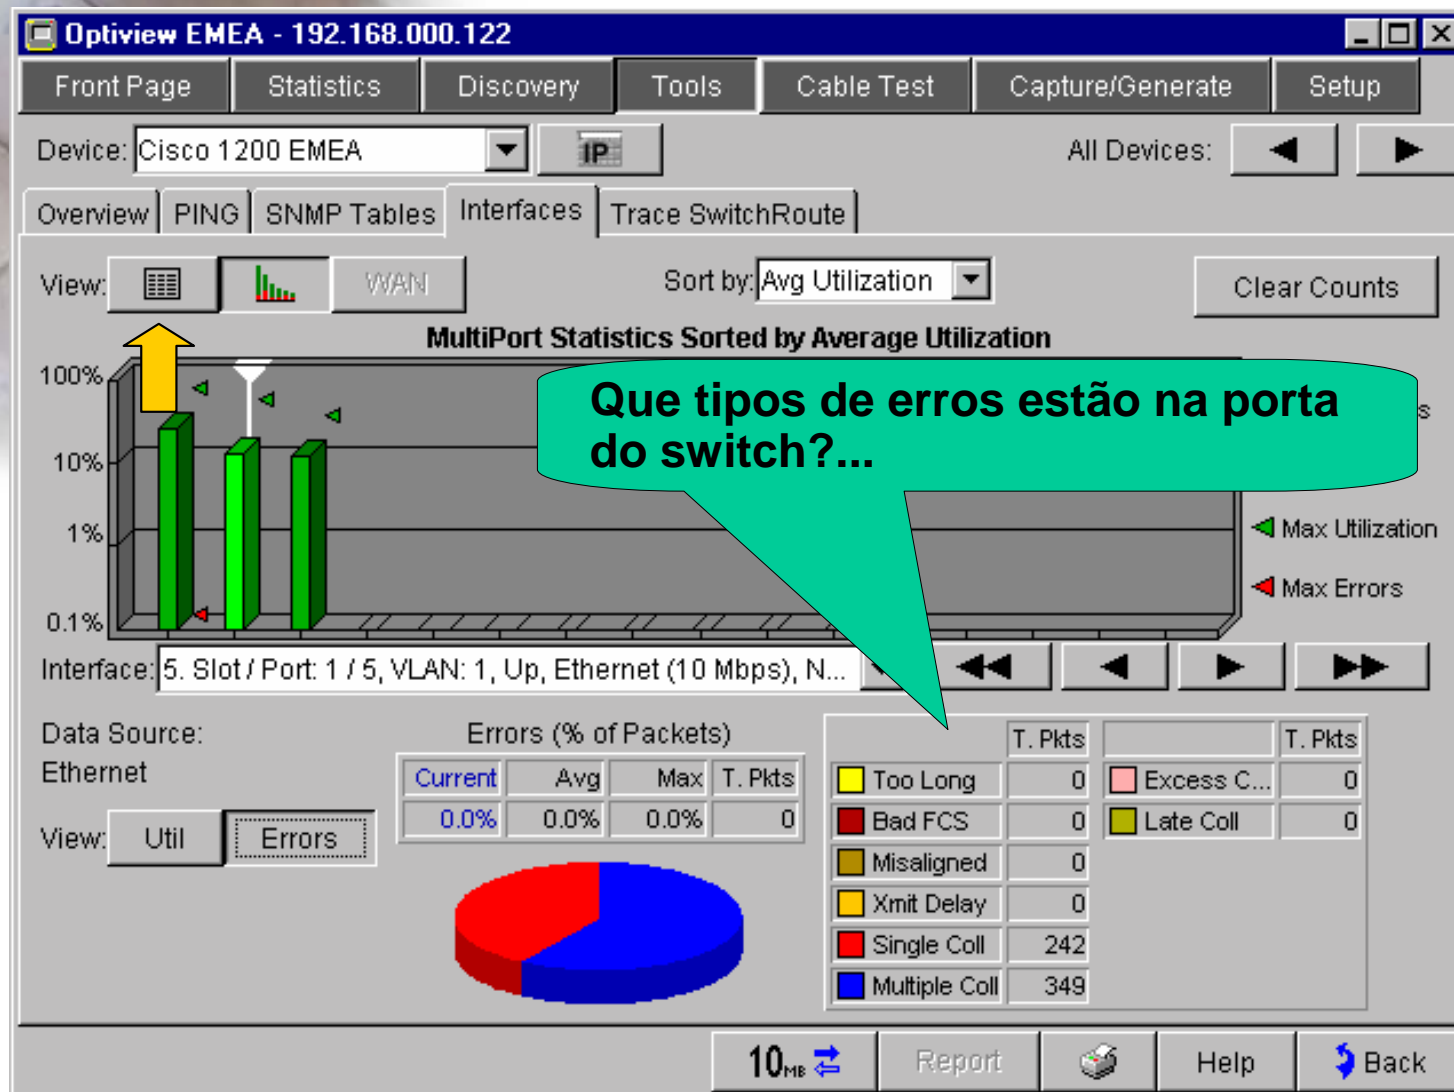 Optiview EMEA - 192.168.000.122
Front Page Statistics Discovery Tools Cable Test Capture/Generate Setup
Device: Cisco 1200 EMEA IP All Devices:
Overview PING SNMP Tables Interfaces Trace SwitchRoute
View: WAN Sort by: Avg Utilization Clear Counts
MultiPort Statistics Sorted by Average Utilization
Que tipos de erros estão na porta
do switch?...
100%
10%
1%
0.1%
Max Utilization
Max Errors
Interface: 5. Slot / Port: 1 / 5, VLAN: 1, Up, Ethernet (10 Mbps), N...
Data Source:
Ethernet
View: Util Errors
Errors (% of Packets)
Current Avg Max T. Pkts
0.0% 0.0% 0.0% 0
T. Pkts T. Pkts
Too Long 0 Excess C... 0
Bad FCS 0 Late Coll 0
Misaligned 0
Xmit Delay 0
Single Coll 242
Multiple Coll 349
10MB Report Help Back